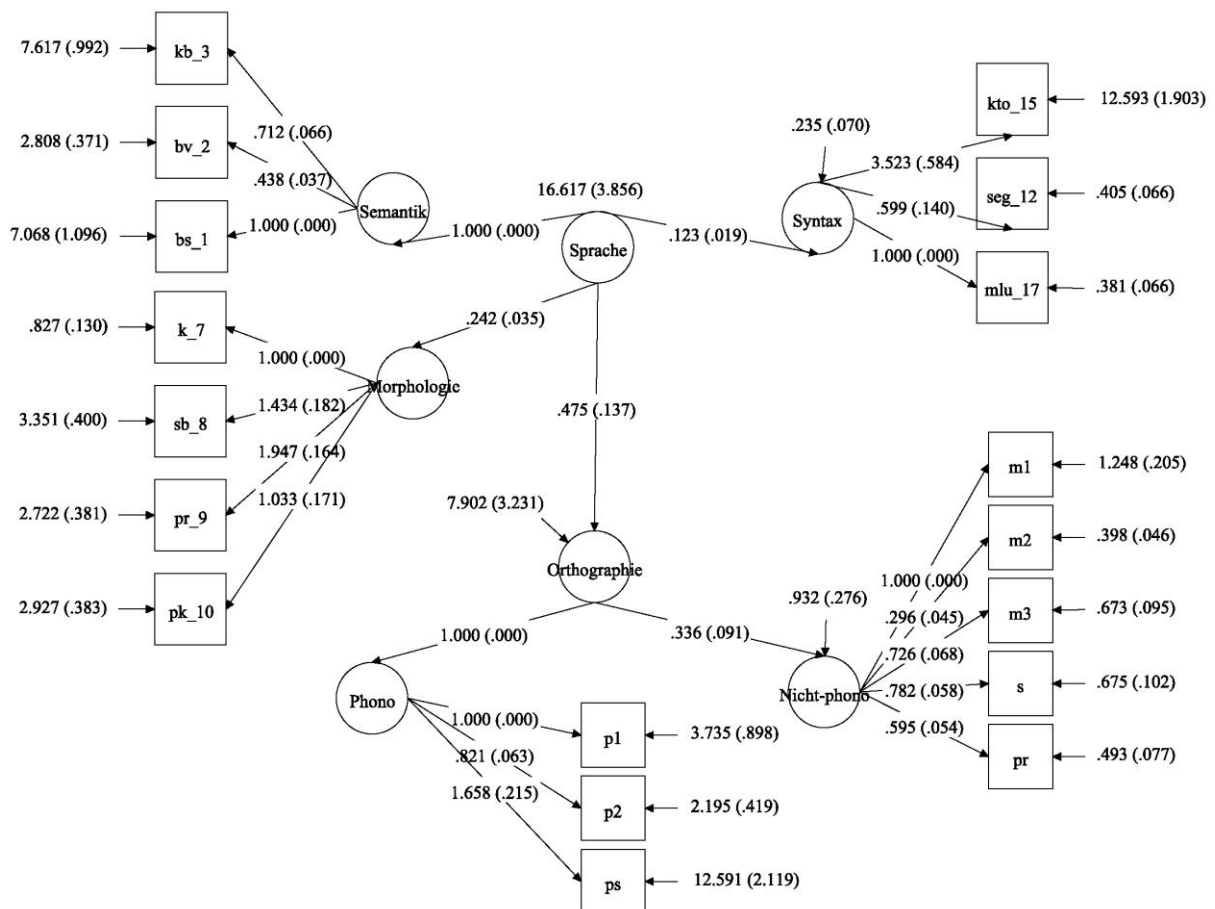 7.617 (.992)
kb_3
2.808 (.371)
bv_2
7.068 (1.096)
bs_1
.712 (.066)
.438 (.037)
1.000 (.000)
Semantik
1.000 (.000)
16.617 (3.856)
Sprache
.123 (.019)
.235 (.070)
Syntax
3.523 (.584)
.599 (.140)
1.000 (.000)
kto_15
12.593 (1.903)
seg_12
.405 (.066)
mlu_17
.381 (.066)
.827 (.130)
k_7
3.351 (.400)
sb_8
2.722 (.381)
pr_9
2.927 (.383)
pk_10
1.000 (.000)
1.434 (.182)
1.947 (.164)
1.033 (.171)
Morphologie
.242 (.035)
.475 (.137)
7.902 (3.231)
Orthographie
1.000 (.000)
.336 (.091)
.932 (.276)
Phono
1.000 (.000)
.821 (.063)
1.658 (.215)
p1
3.735 (.898)
p2
2.195 (.419)
ps
12.591 (2.119)
Nicht-phono
1.000 (.000)
.296 (.045)
.726 (.068)
.782 (.058)
.595 (.054)
m1
1.248 (.205)
m2
.398 (.046)
m3
.673 (.095)
s
.675 (.102)
pr
.493 (.077)